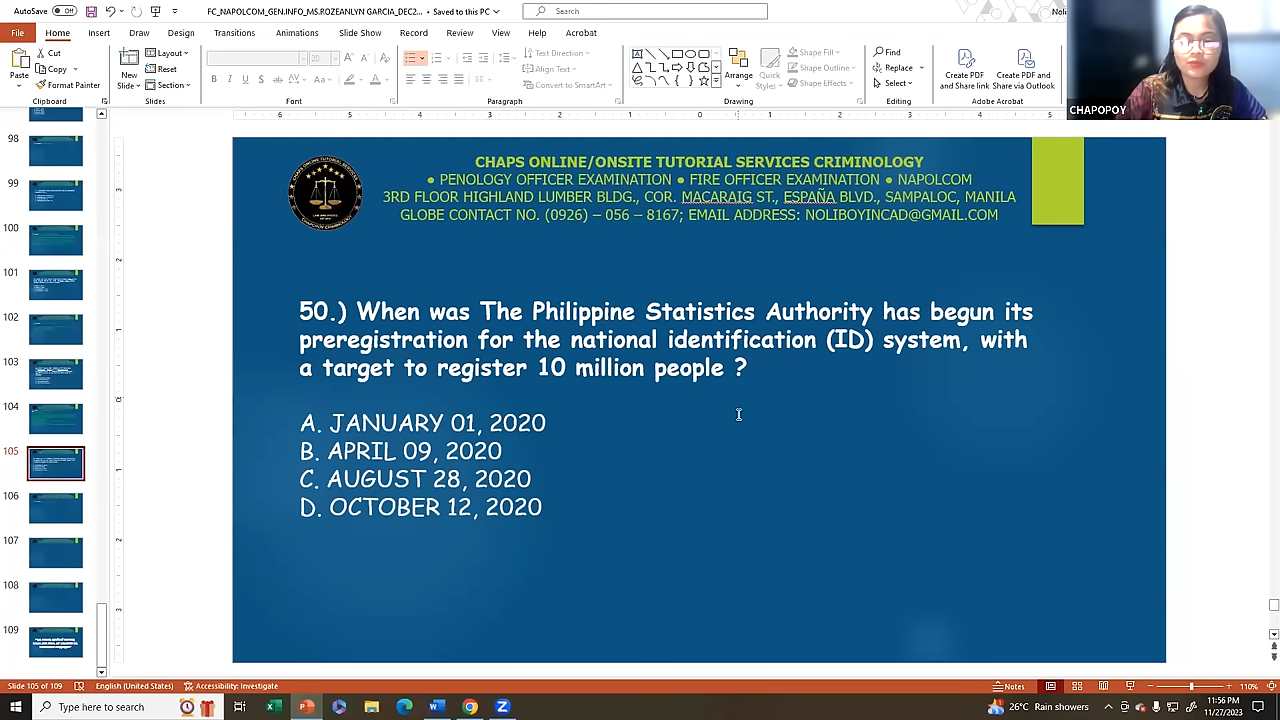 AutoSave Off FC_NAPOLCOM_GEN.INFO_MS.ROZEANLYN GARCIA_DEC2... • Saved to this PC Search
File Home Insert Draw Design Transitions Animations Slide Show Record Review View Help Acrobat
Paste Cut Copy Format Painter Clipboard
New Slide Layout Reset Section Slides
20 Font
Text Direction Align Text Convert to SmartArt Paragraph
Arrange Quick Styles Shape Fill Shape Outline Shape Effects Drawing
Find Replace Select Editing
Create PDF and Share link Create PDF and Share via Outlook Adobe Acrobat
CHAPOPOY
98
99
100
101
102
103
104
105
106
107
108
109
CHAPS ONLINE/ONSITE TUTORIAL SERVICES CRIMINOLOGY
● PENOLOGY OFFICER EXAMINATION ● FIRE OFFICER EXAMINATION ● NAPOLCOM
3RD FLOOR HIGHLAND LUMBER BLDG., COR. MACARAIG ST., ESPAÑA BLVD., SAMPALOC, MANILA
GLOBE CONTACT NO. (0926) – 056 – 8167; EMAIL ADDRESS: NOLIBOYINCAD@GMAIL.COM
50.) When was The Philippine Statistics Authority has begun its
preregistration for the national identification (ID) system, with
a target to register 10 million people ?
A. JANUARY 01, 2020
B. APRIL 09, 2020
C. AUGUST 28, 2020
D. OCTOBER 12, 2020
Slide 105 of 109 English (United States) Accessibility: Investigate Notes 110%
Type here to search 26°C Rain showers 11:56 PM
11/27/2023